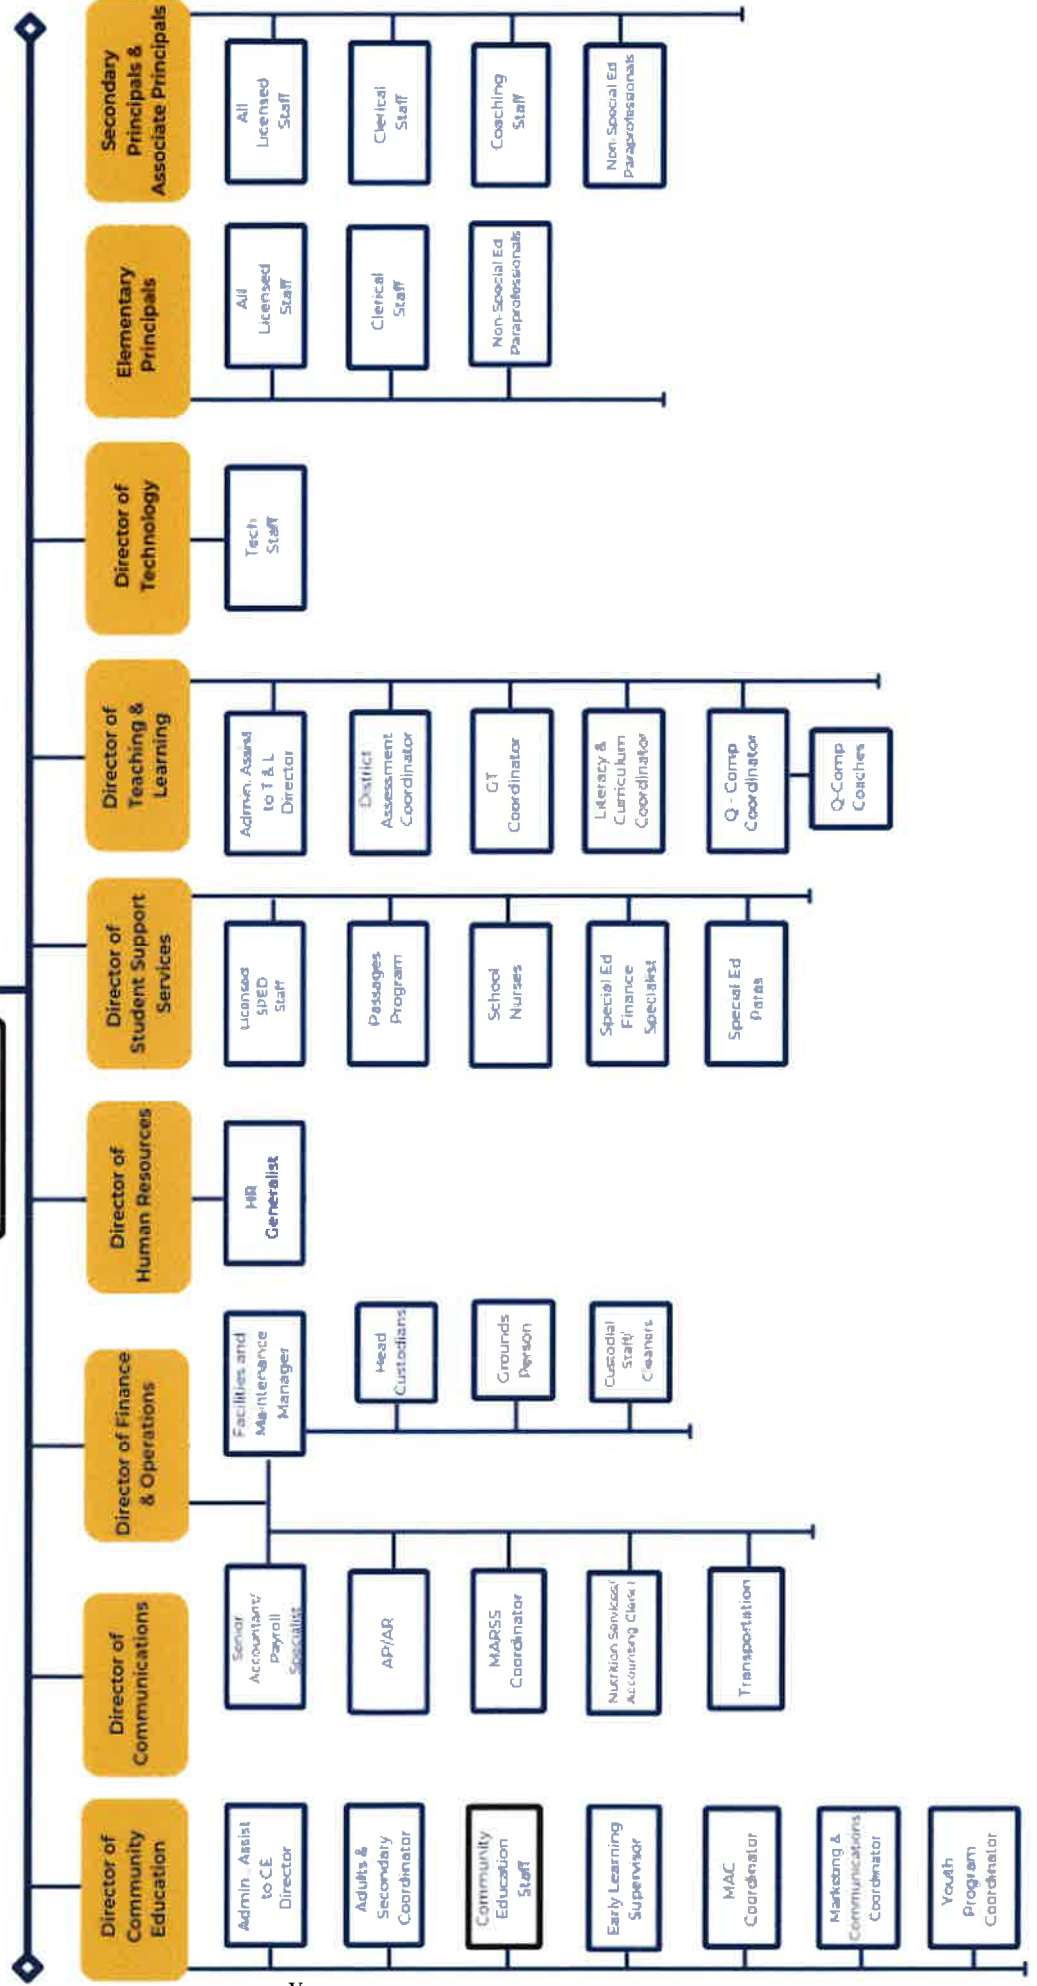 Director of
Community
Education
Admin. Assist
to CE
Director
Adults &
Secondary
Coordinator
Community
Education
Staff
Early Learning
Supervisor
MAC
Coordinator
Marketing &
Communications
Coordinator
Youth
Program
Coordinator
Director of
Communications
Director of Finance
& Operations
Senior
Accountant/
Payroll
Specialist
AP/AR
MARSS
Coordinator
Nutrition Services/
Accounting Clerk I
Transportation
Facilities and
Maintenance
Manager
Head
Custodians
Grounds
Person
Custodial
Staff/
Cleaners
Director of
Human Resources
HR
Generalist
Director of
Student Support
Services
Licensed
SPED
Staff
Passages
Program
School
Nurses
Special Ed
Finance
Specialist
Special Ed
Paras
Director of
Teaching &
Learning
Admin. Assist
to T & L
Director
District
Assessment
Coordinator
GT
Coordinator
Literacy &
Curriculum
Coordinator
Q - Comp
Coordinator
Q-Comp
Coaches
Director of
Technology
Tech
Staff
Elementary
Principals
All
Licensed
Staff
Clerical
Staff
Non-Special Ed
Paraprofessionals
Secondary
Principals &
Associate Principals
All
Licensed
Staff
Clerical
Staff
Coaching
Staff
Non-Special Ed
Paraprofessionals